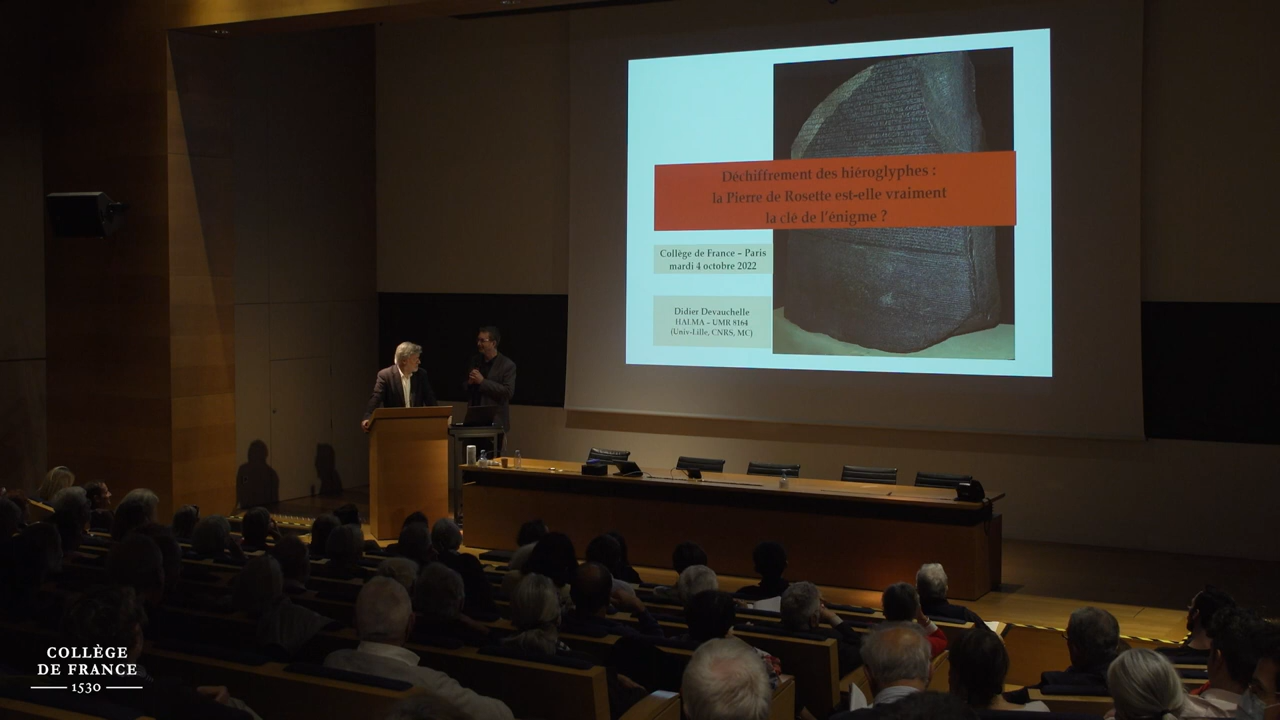 Déchiffrement des hiéroglyphes :
la Pierre de Rosette est-elle vraiment
la clé de l'énigme ?
Collège de France – Paris
mardi 4 octobre 2022
Didier Devauchelle
HALMA – UMR 8164
(Univ-Lille, CNRS, MC)
COLLÈGE
DE FRANCE
1530